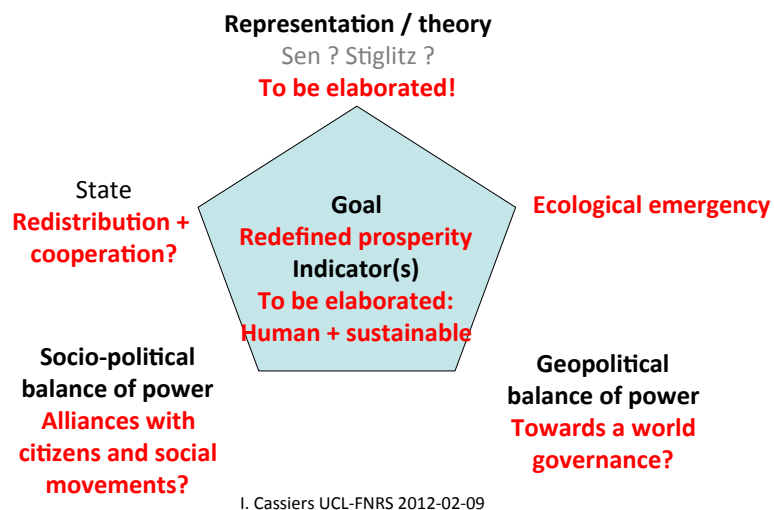 Representation / theory
Sen ? Stiglitz ?
To be elaborated!
State
Redistribution +
cooperation?
Goal
Redefined prosperity
Indicator(s)
To be elaborated:
Human + sustainable
Ecological emergency
Socio-political
balance of power
Alliances with
citizens and social
movements?
Geopolitical
balance of power
Towards a world
governance?
I. Cassiers UCL-FNRS 2012-02-09